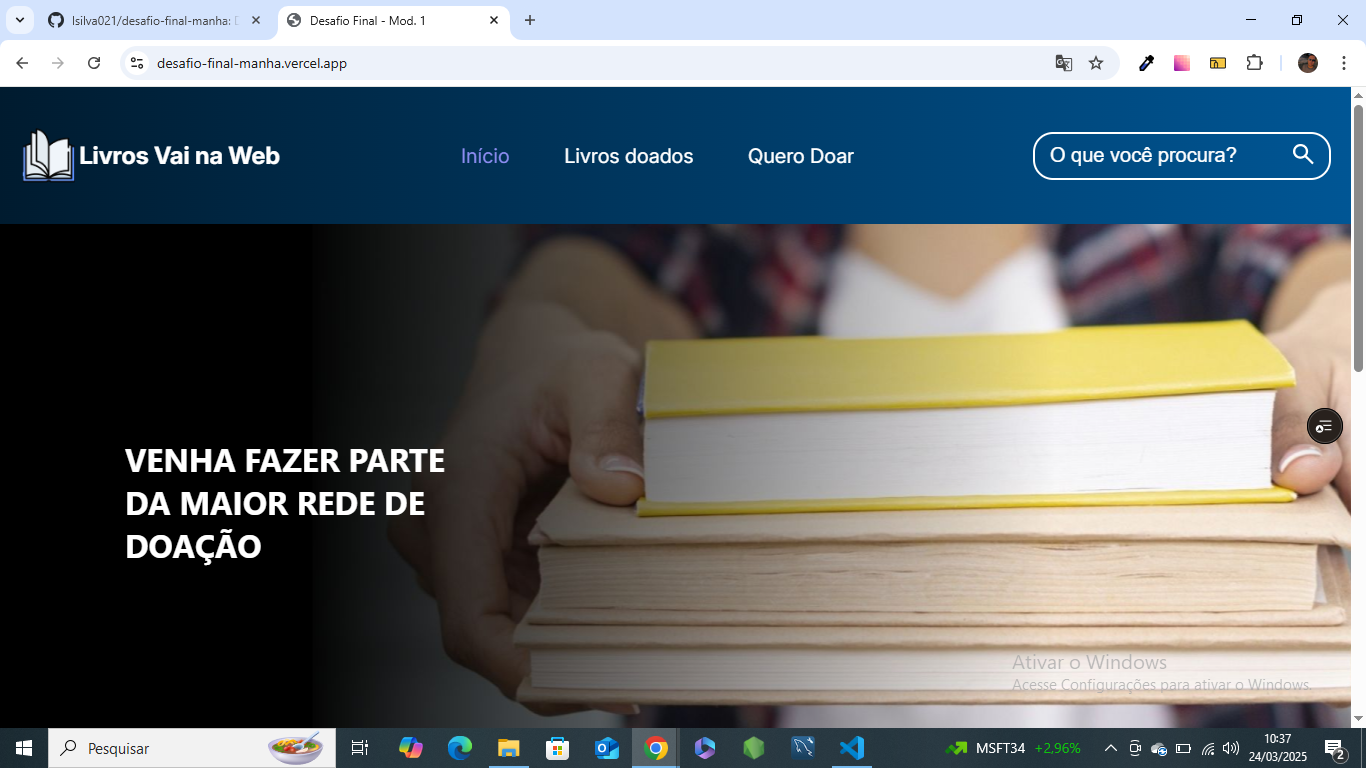 lsilva021/desafio-final-manha: D
Desafio Final - Mod. 1
desafio-final-manha.vercel.app
Livros Vai na Web
Início
Livros doados
Quero Doar
O que você procura?
VENHA FAZER PARTE
DA MAIOR REDE DE
DOAÇÃO
Ativar o Windows
Acesse Configurações para ativar o Windows.
Pesquisar
MSFT34 +2,96%
10:37
24/03/2025
2